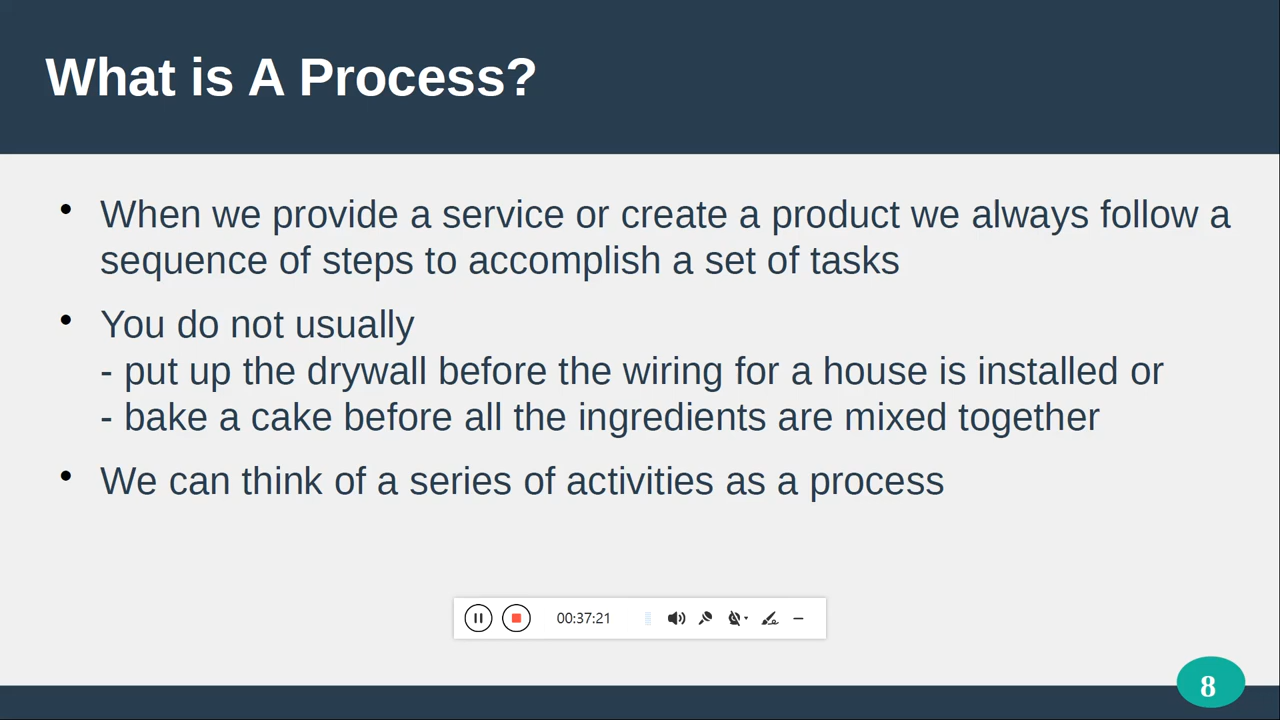 What is A Process?
• When we provide a service or create a product we always follow a
sequence of steps to accomplish a set of tasks
• You do not usually
- put up the drywall before the wiring for a house is installed or
- bake a cake before all the ingredients are mixed together
• We can think of a series of activities as a process
00:37:21
8